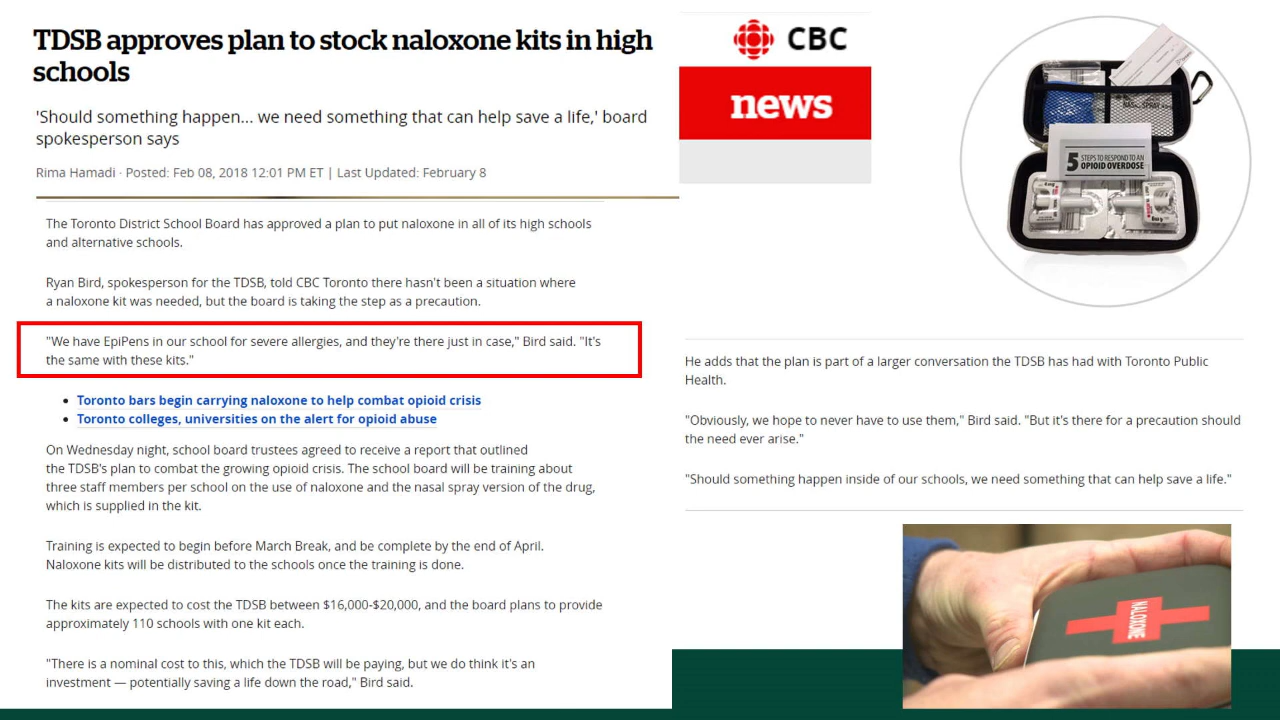 TDSB approves plan to stock naloxone kits in high
schools
'Should something happen... we need something that can help save a life,' board
spokesperson says
Rima Hamadi · Posted: Feb 08, 2018 12:01 PM ET | Last Updated: February 8
The Toronto District School Board has approved a plan to put naloxone in all of its high schools
and alternative schools.
Ryan Bird, spokesperson for the TDSB, told CBC Toronto there hasn't been a situation where
a naloxone kit was needed, but the board is taking the step as a precaution.
"We have EpiPens in our school for severe allergies, and they're there just in case," Bird said. "It's
the same with these kits."
• Toronto bars begin carrying naloxone to help combat opioid crisis
• Toronto colleges, universities on the alert for opioid abuse
On Wednesday night, school board trustees agreed to receive a report that outlined
the TDSB's plan to combat the growing opioid crisis. The school board will be training about
three staff members per school on the use of naloxone and the nasal spray version of the drug,
which is supplied in the kit.
Training is expected to begin before March Break, and be complete by the end of April.
Naloxone kits will be distributed to the schools once the training is done.
The kits are expected to cost the TDSB between $16,000-$20,000, and the board plans to provide
approximately 110 schools with one kit each.
"There is a nominal cost to this, which the TDSB will be paying, but we do think it's an
investment — potentially saving a life down the road," Bird said.
CBC
news
5 STEPS TO RESPOND TO AN
OPIOID OVERDOSE
He adds that the plan is part of a larger conversation the TDSB has had with Toronto Public
Health.
"Obviously, we hope to never have to use them," Bird said. "But it's there for a precaution should
the need ever arise."
"Should something happen inside of our schools, we need something that can help save a life."
NALOXONE